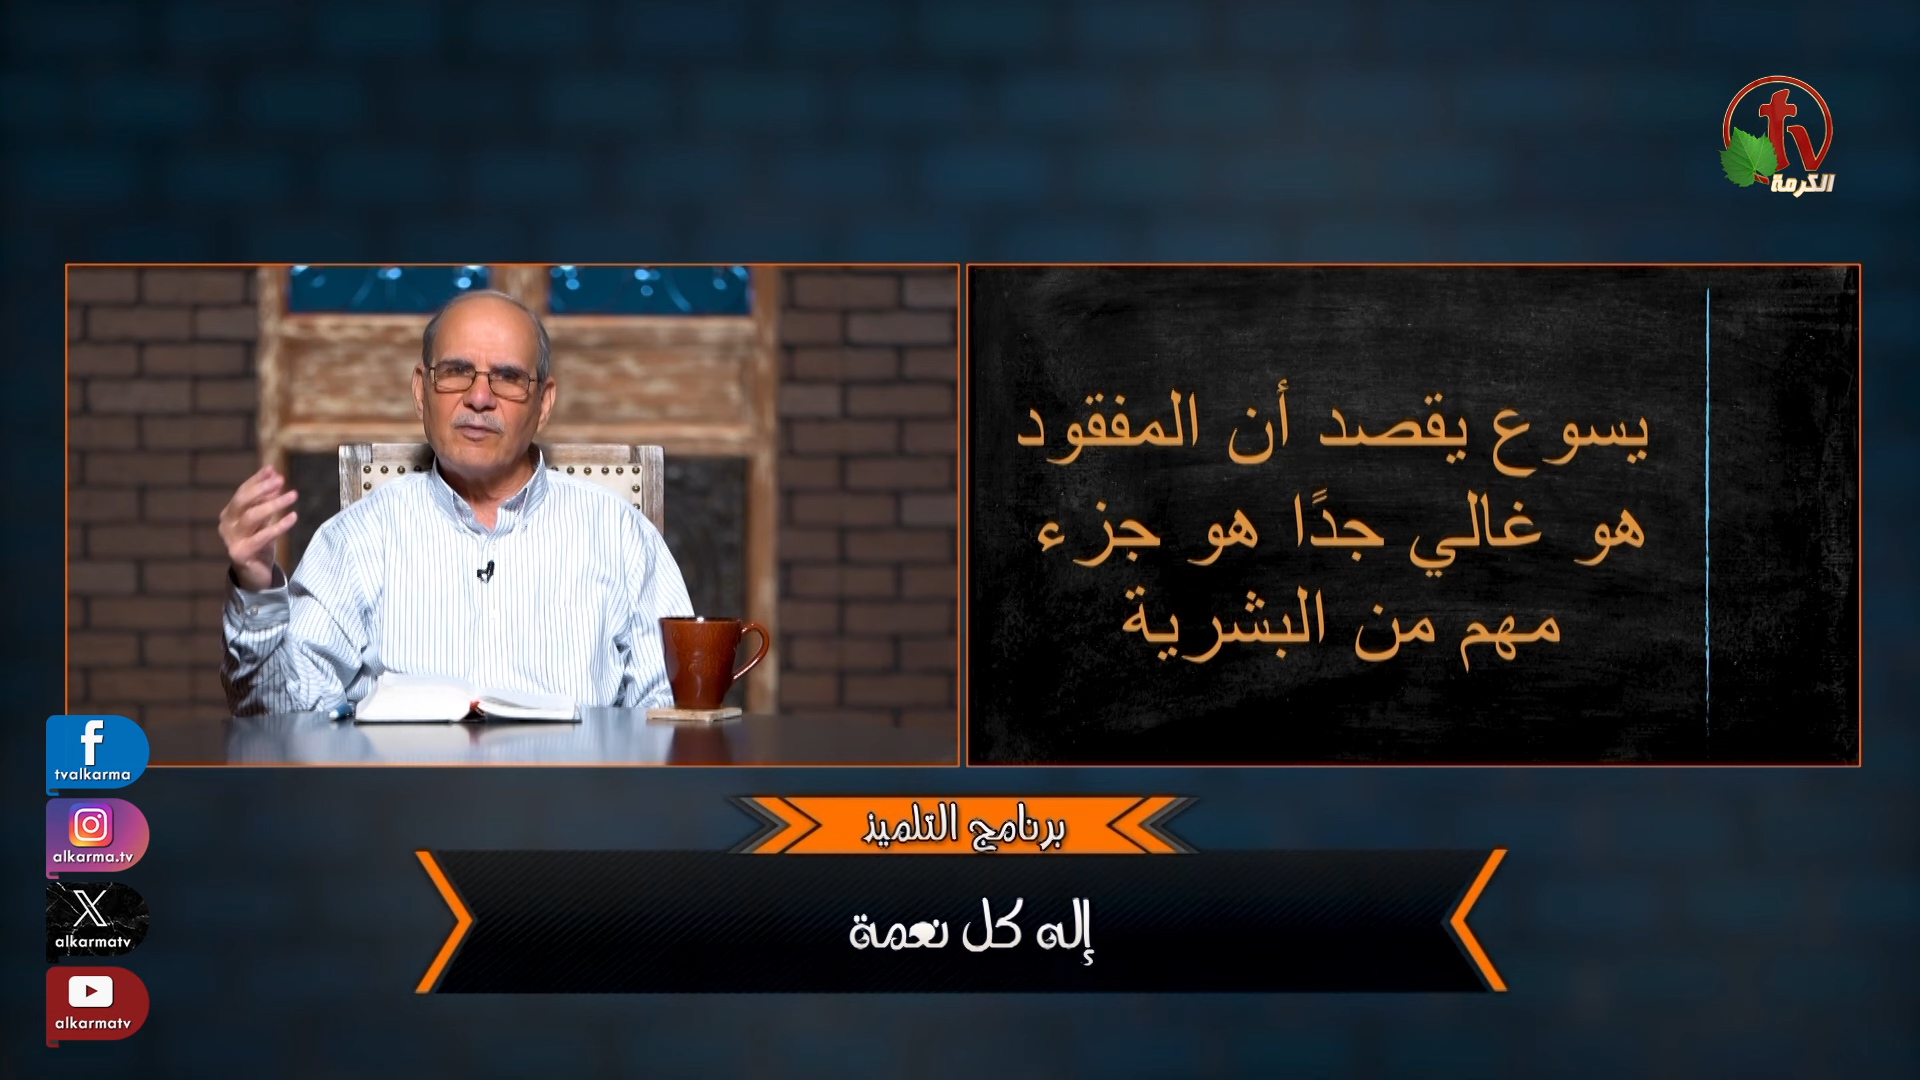 tv
الكرمة
يسوع يقصد أن المفقود
هو غالي جدًا هو جزء
مهم من البشرية
f
tvalkarma
alkarma.tv
X
alkarmatv
alkarmatv
برنامج التلميذ
إله كل نعمة